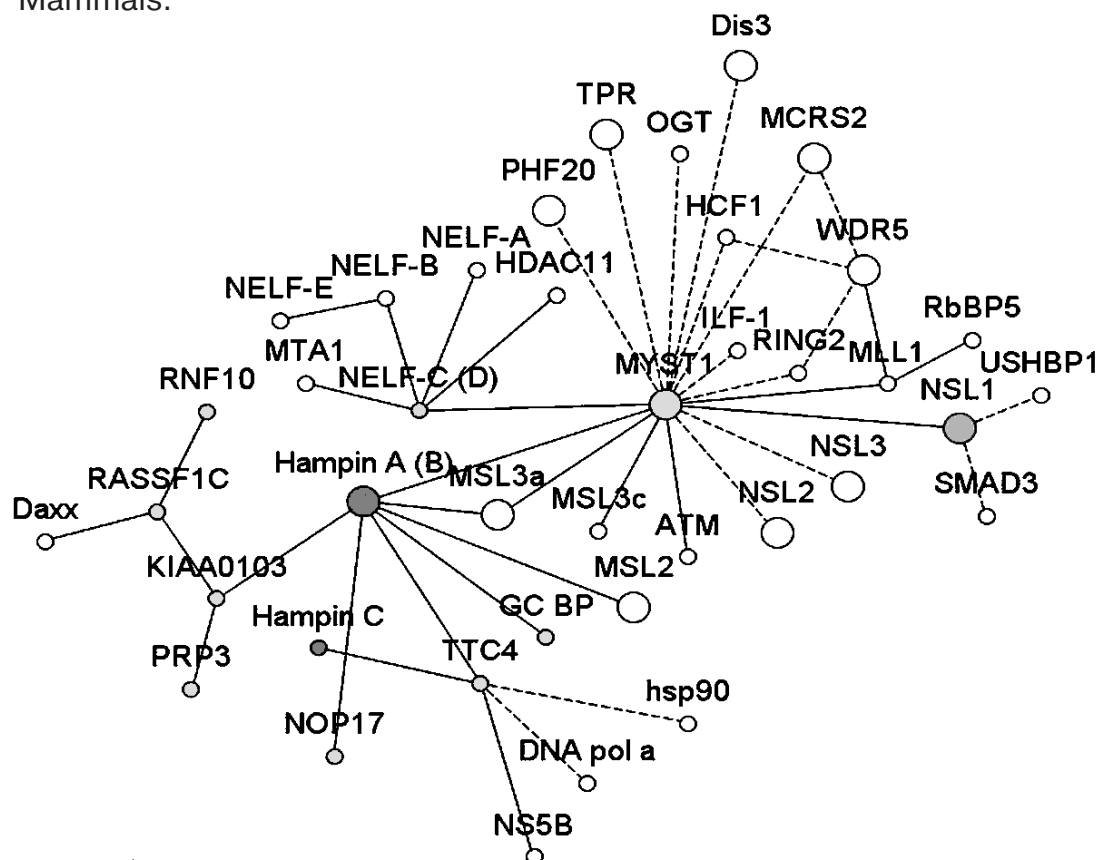 Mammals:
Dis3
TPR
OGT
MCRS2
PHF20
HCF1
WDR5
NELF-A
NELF-B
HDAC11
NELF-E
ILF-1
RbBP5
MTA1
NELF-C (D)
MYST1
RING2
MLL1
USHBP1
RNF10
NSL1
Hampin A (B)
MSL3a
NSL3
RASSF1C
MSL3c
NSL2
SMAD3
Daxx
ATM
KIAA0103
MSL2
Hampin C
GC BP
PRP3
TTC4
hsp90
NOP17
DNA pol a
NS5B